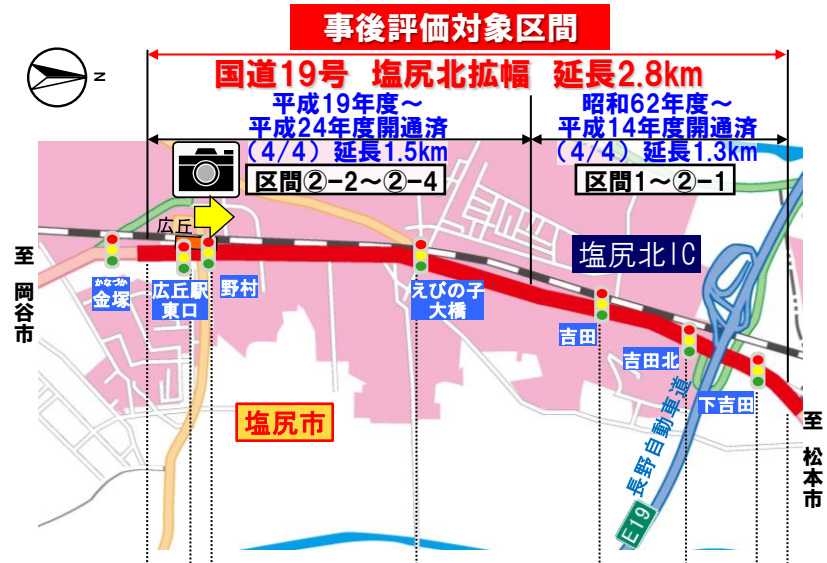 事後評価対象区間
N
国道19号 塩尻北拡幅 延長2.8km
平成19年度～
平成24年度開通済
(4/4) 延長1.5km
区間②-2～②-4
昭和62年度～
平成14年度開通済
(4/4) 延長1.3km
区間1～②-1
広丘
塩尻北IC
至 岡谷市
かなづか
金塚
広丘駅
東口
野村
えびの子
大橋
吉田
吉田北
下吉田
塩尻市
長野自動車道
E19
至 松本市